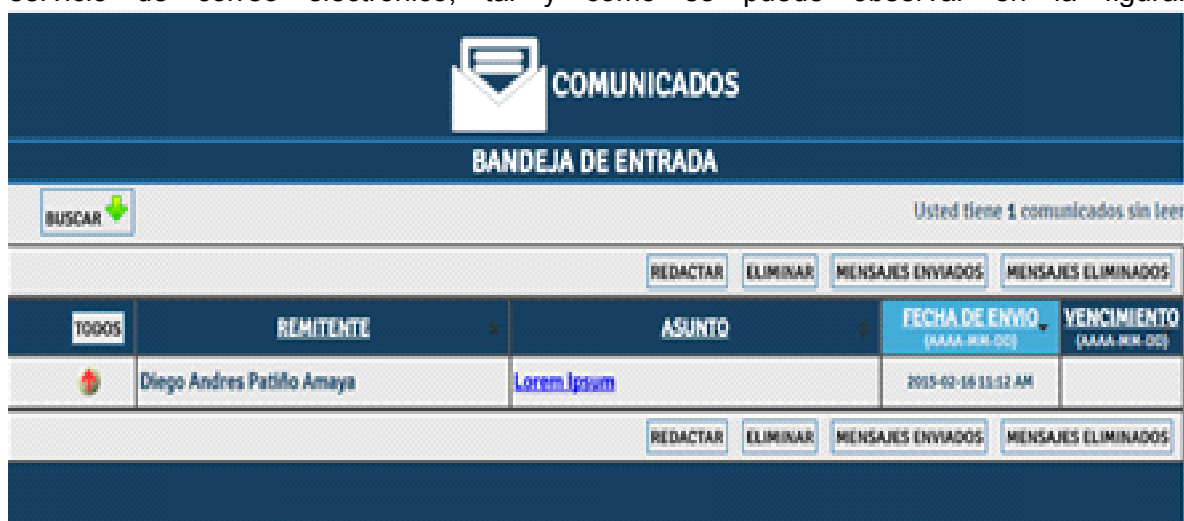 servicio de correo electrónico, tal y como se puede observar en la figura.
COMUNICADOS
BANDEJA DE ENTRADA
BUSCAR
Usted tiene 1 comunicados sin leer
REDACTAR ELIMINAR MENSAJES ENVIADOS MENSAJES ELIMINADOS
TODOS REMITENTE ASUNTO FECHA DE ENVIO VENCIMIENTO
(AAAA-MM-DD) (AAAA-MM-DD)
Diego Andres Patiño Amaya Lorem Ipsum 2015-02-16 11:12 AM
REDACTAR ELIMINAR MENSAJES ENVIADOS MENSAJES ELIMINADOS